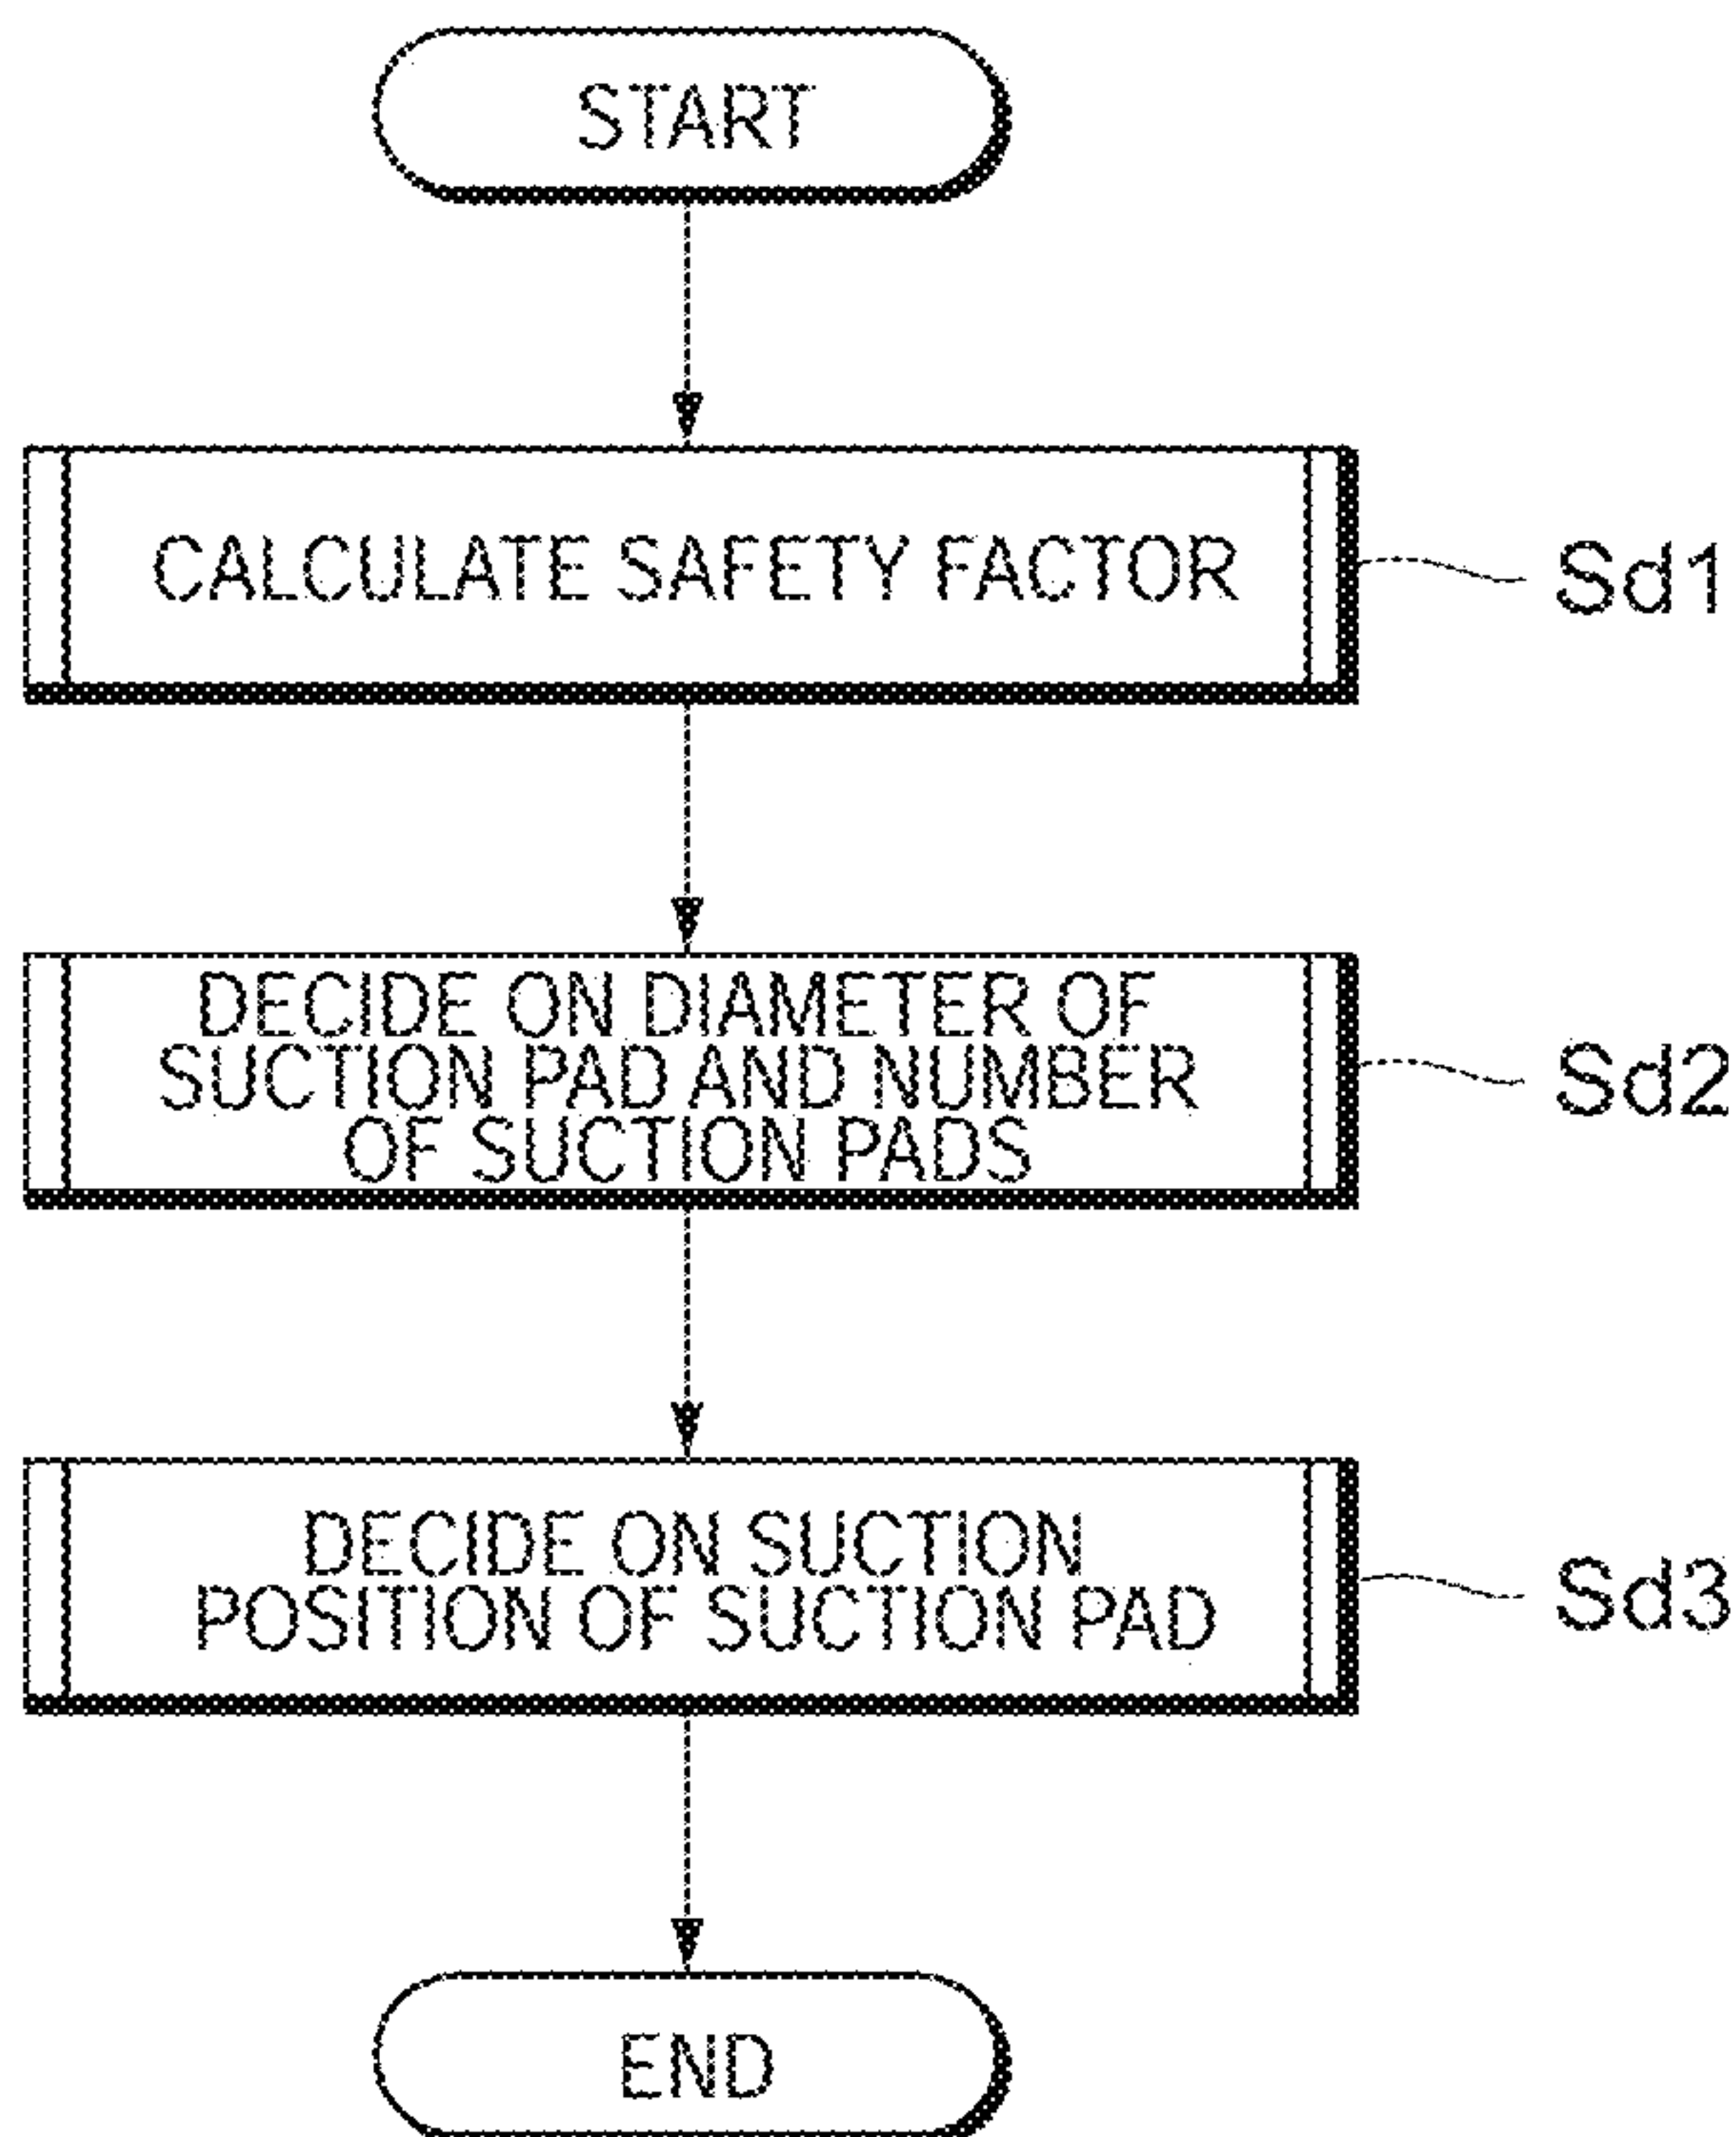 START
CALCULATE SAFETY FACTOR
Sd1
DECIDE ON DIAMETER OF
SUCTION PAD AND NUMBER
OF SUCTION PADS
Sd2
DECIDE ON SUCTION
POSITION OF SUCTION PAD
Sd3
END